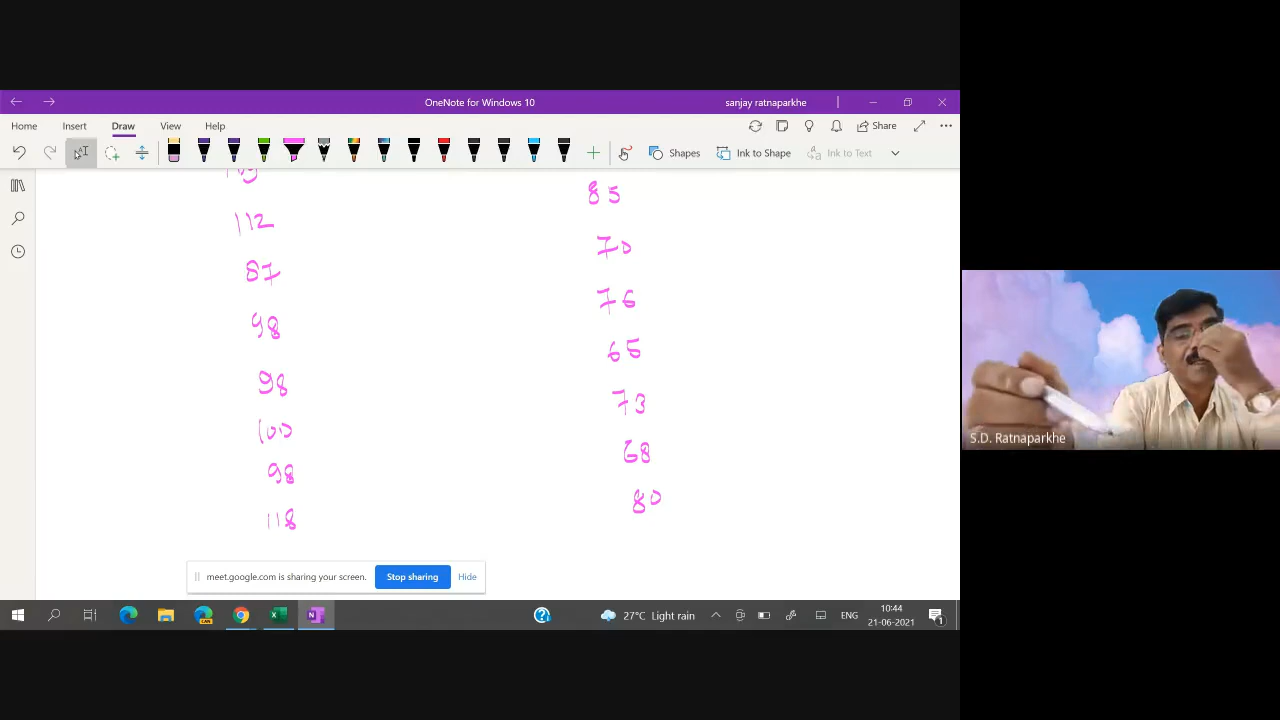 OneNote for Windows 10
sanjay ratnaparkhe
Home Insert Draw View Help
Share
Shapes Ink to Shape Ink to Text
85
112
70
87
76
98
65
98
73
100
68
98
80
118
S.D. Ratnaparkhe
meet.google.com is sharing your screen. Stop sharing Hide
27°C Light rain ENG 10:44
21-06-2021